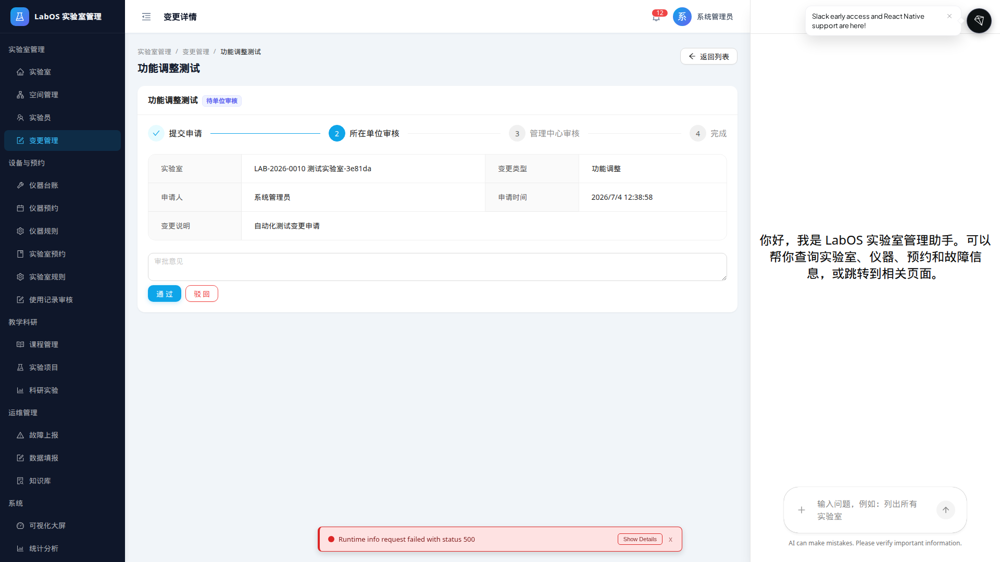 LabOS 实验室管理
实验室管理
实验室
空间管理
实验员
变更管理
设备与预约
仪器台账
仪器预约
仪器规则
实验室预约
实验室规则
使用记录审核
教学科研
课程管理
实验项目
科研实验
运维管理
故障上报
数据填报
知识库
系统
可视化大屏
统计分析
变更详情
12
系 系统管理员
实验室管理 / 变更管理 / 功能调整测试
功能调整测试
返回列表
功能调整测试 待单位审核
提交申请
2 所在单位审核
3 管理中心审核
4 完成
实验室 LAB-2026-0010 测试实验室-3e81da 变更类型 功能调整
申请人 系统管理员 申请时间 2026/7/4 12:38:58
变更说明 自动化测试变更申请
审批意见
通 过 驳 回
Runtime info request failed with status 500 Show Details x
Slack early access and React Native
support are here!
你好，我是 LabOS 实验室管理助手。可以
帮你查询实验室、仪器、预约和故障信
息，或跳转到相关页面。
输入问题，例如：列出所有
实验室
AI can make mistakes. Please verify important information.